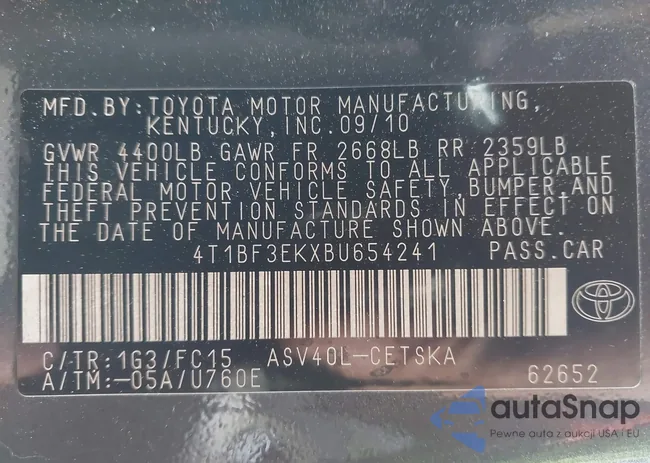 MFD. BY: TOYOTA MOTOR MANUFACTURING,
KENTUCKY, INC. 09/10
GVWR 4400LB GAWR FR 2668LB RR 2359LB
THIS VEHICLE CONFORMS TO ALL APPLICABLE
FEDERAL MOTOR VEHICLE SAFETY, BUMPER, AND
THEFT PREVENTION STANDARDS IN EFFECT ON
THE DATE OF MANUFACTURE SHOWN ABOVE.
4T1BF3EKXBU654241 PASS. CAR
C/TR: 1G3/FC15 ASV40L-CETSKA
A/TM: -05A/U760E 62652
autaSnap
Pewne auta z aukcji USA i EU